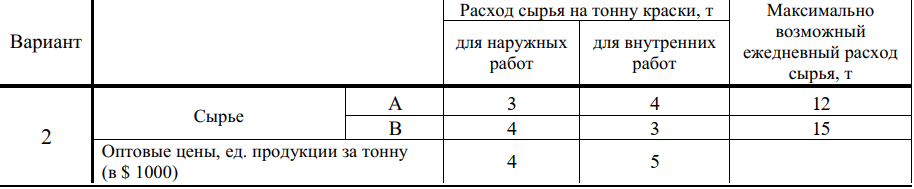 Вариант
Расход сырья на тонну краски, т
для наружных работ
для внутренних работ
Максимально возможный ежедневный расход сырья, т
2
Сырье
А 3 4 12
В 4 3 15
Оптовые цены, ед. продукции за тонну
(в $ 1000)
4 5